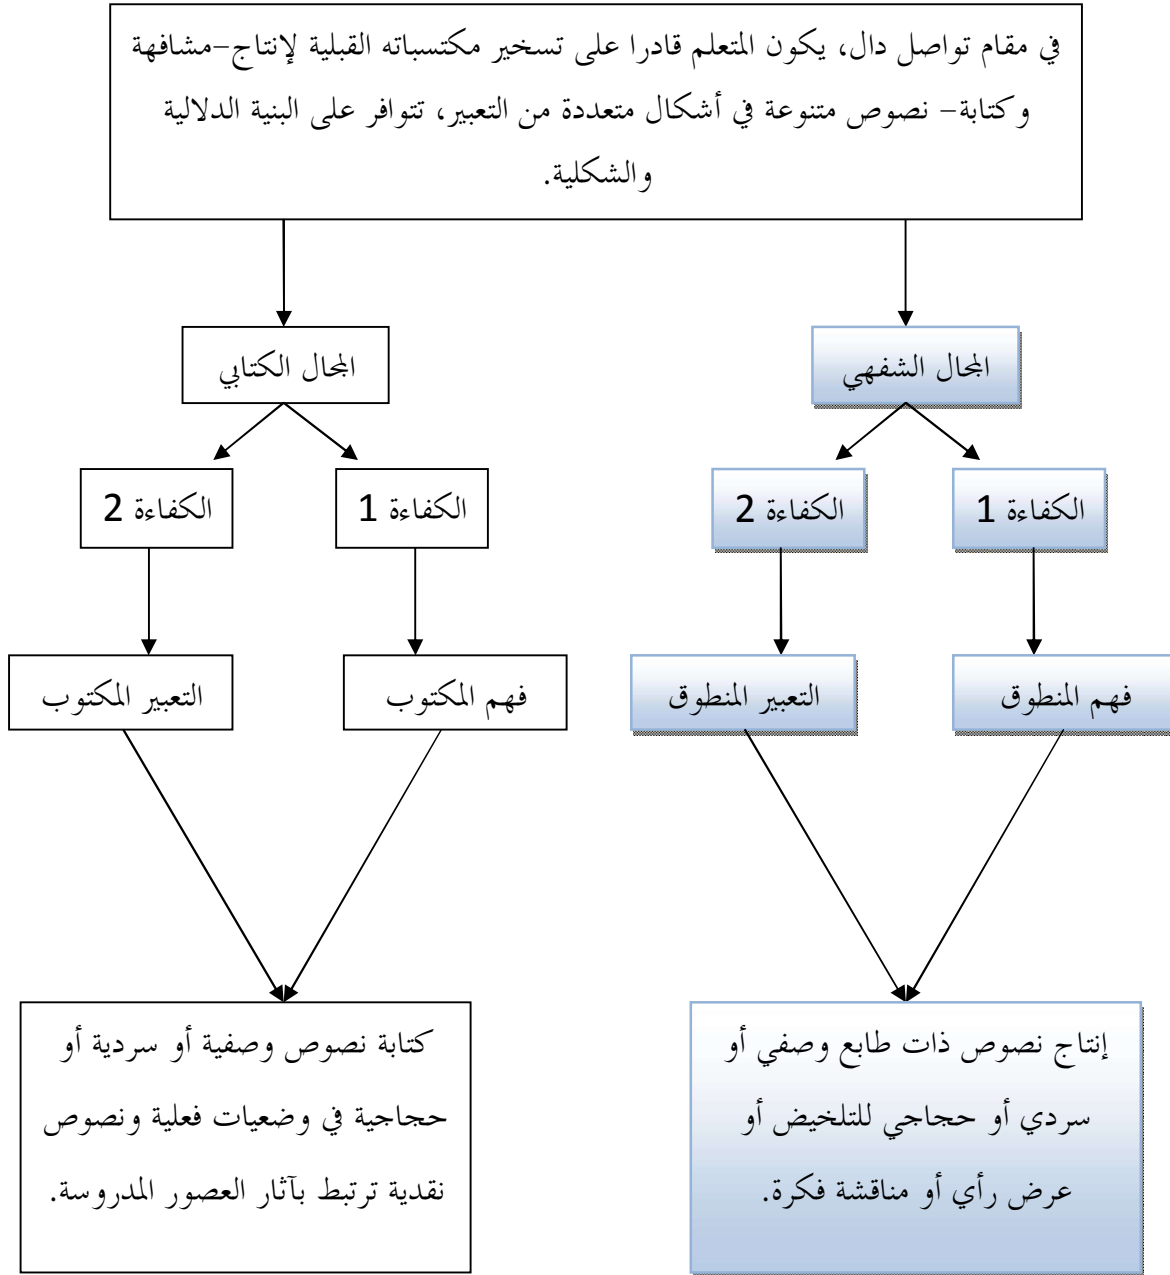 في مقام تواصل دال، يكون المتعلم قادرا على تسخير مكتسباته القبلية لإنتاج–مشافهة
وكتابة– نصوص متنوعة في أشكال متعددة من التعبير، تتوافر على البنية الدلالية
والشكلية.
المجال الشفهي
المجال الكتابي
الكفاءة 1
الكفاءة 2
الكفاءة 1
الكفاءة 2
فهم المنطوق
التعبير المنطوق
فهم المكتوب
التعبير المكتوب
إنتاج نصوص ذات طابع وصفي أو
سردي أو حجاجي للتلخيض أو
عرض رأي أو مناقشة فكرة.
كتابة نصوص وصفية أو سردية أو
حجاجية في وضعيات فعلية ونصوص
نقدية ترتبط بآثار العصور المدروسة.